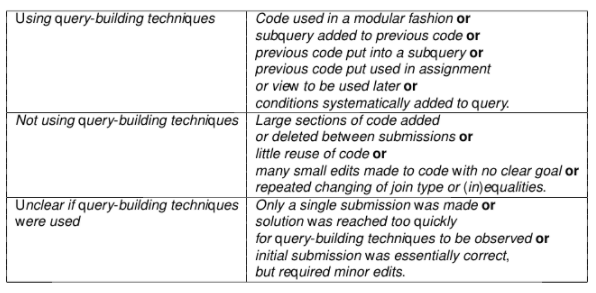 Using query-building techniques
Code used in a modular fashion or
subquery added to previous code or
previous code put into a subquery or
previous code put used in assignment
or view to be used later or
conditions systematically added to query.
Not using query-building techniques
Large sections of code added
or deleted between submissions or
little reuse of code or
many small edits made to code with no clear goal or
repeated changing of join type or (in)equalities.
Unclear if query-building techniques
were used
Only a single submission was made or
solution was reached too quickly
for query-building techniques to be observed or
initial submission was essentially correct,
but required minor edits.